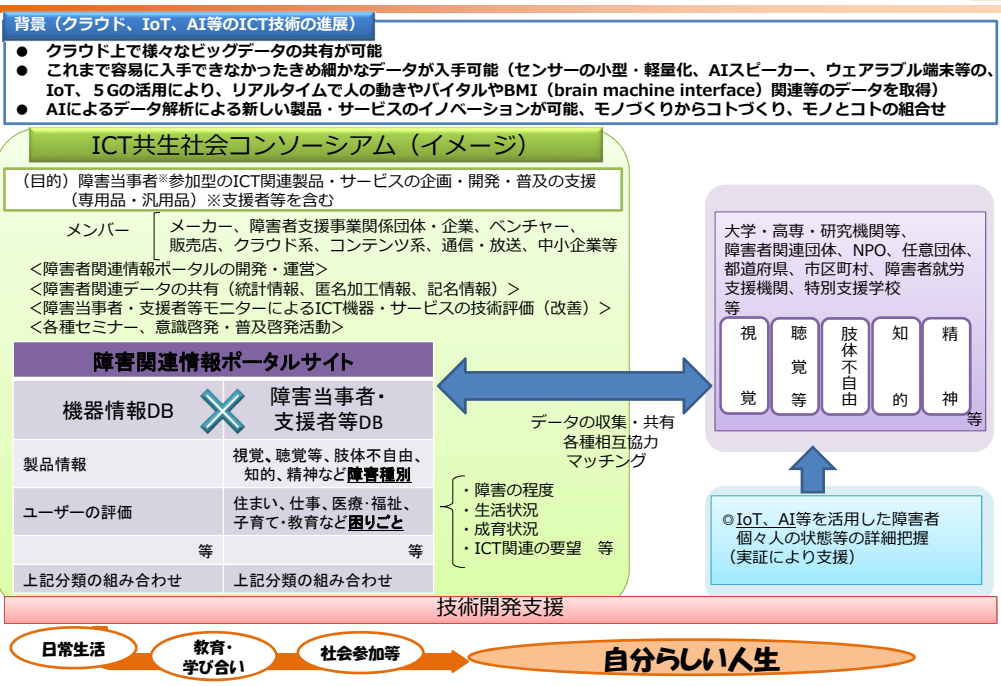 背景（クラウド、IoT、AI等のICT技術の進展）
● クラウド上で様々なビッグデータの共有が可能
● これまで容易に入手できなかったきめ細かなデータが入手可能（センサーの小型・軽量化、AIスピーカー、ウェアラブル端末等の、
IoT、５Gの活用により、リアルタイムで人の動きやバイタルやBMI（brain machine interface）関連等のデータを取得）
● AIによるデータ解析による新しい製品・サービスのイノベーションが可能、モノづくりからコトづくり、モノとコトの組合せ
ICT共生社会コンソーシアム（イメージ）
（目的）障害当事者※参加型のICT関連製品・サービスの企画・開発・普及の支援
（専用品・汎用品）※支援者等を含む
メンバー
メーカー、障害者支援事業関係団体・企業、ベンチャー、
販売店、クラウド系、コンテンツ系、通信・放送、中小企業等
＜障害者関連情報ポータルの開発・運営＞
＜障害者関連データの共有（統計情報、匿名加工情報、記名情報）＞
＜障害当事者・支援者等モニターによるICT機器・サービスの技術評価（改善）＞
＜各種セミナー、意識啓発・普及啓発活動＞
障害関連情報ポータルサイト
機器情報DB
障害当事者・
支援者等DB
製品情報
視覚、聴覚等、肢体不自由、
知的、精神など障害種別
ユーザーの評価
住まい、仕事、医療・福祉、
子育て・教育など困りごと
等
等
上記分類の組み合わせ
上記分類の組み合わせ
・障害の程度
・生活状況
・成育状況
・ICT関連の要望　等
データの収集・共有
各種相互協力
マッチング
大学・高専・研究機関等、
障害者関連団体、NPO、任意団体、
都道府県、市区町村、障害者就労
支援機関、特別支援学校
等
視覚
聴覚等
肢体不自由
知的
精神
等
◎IoT、AI等を活用した障害者
個々人の状態等の詳細把握
（実証により支援）
技術開発支援
日常生活
教育・
学び合い
社会参加等
自分らしい人生